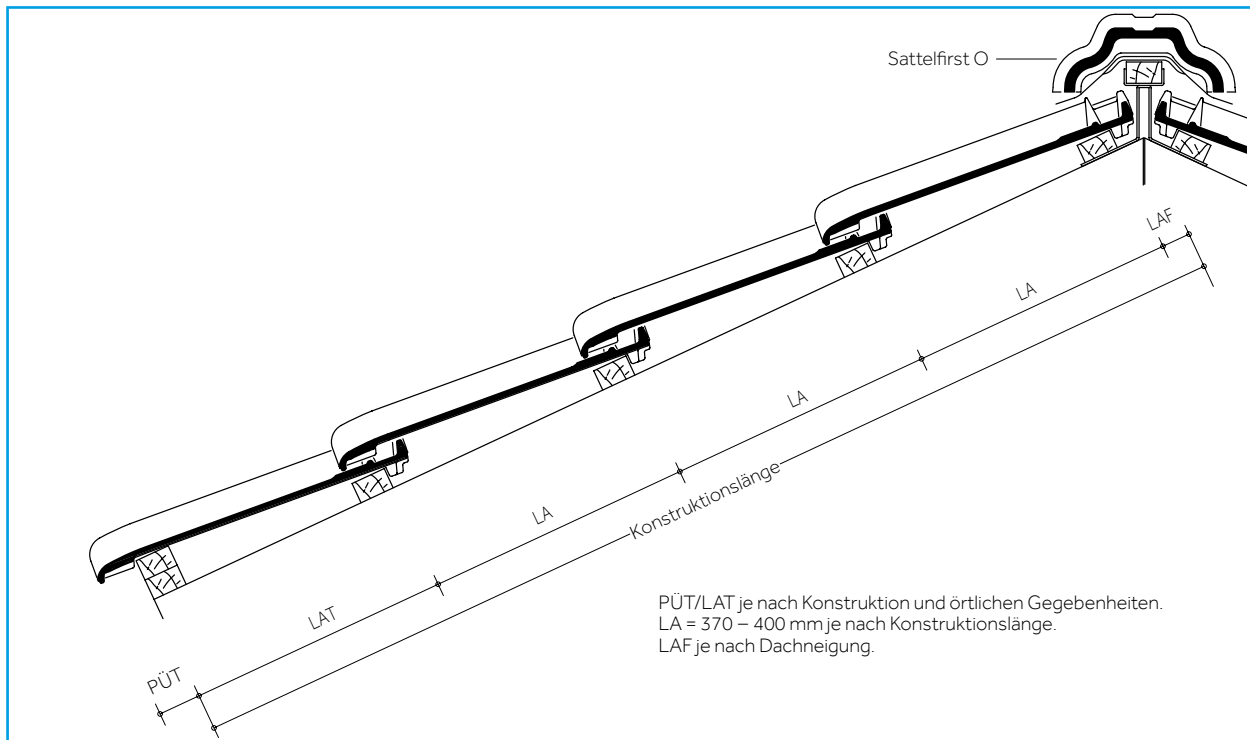 Sattelfirst O
LAF
LA
LA
Konstruktionslänge
LA
LAT
PÜT
PÜT/LAT je nach Konstruktion und örtlichen Gegebenheiten.
LA = 370 – 400 mm je nach Konstruktionslänge.
LAF je nach Dachneigung.